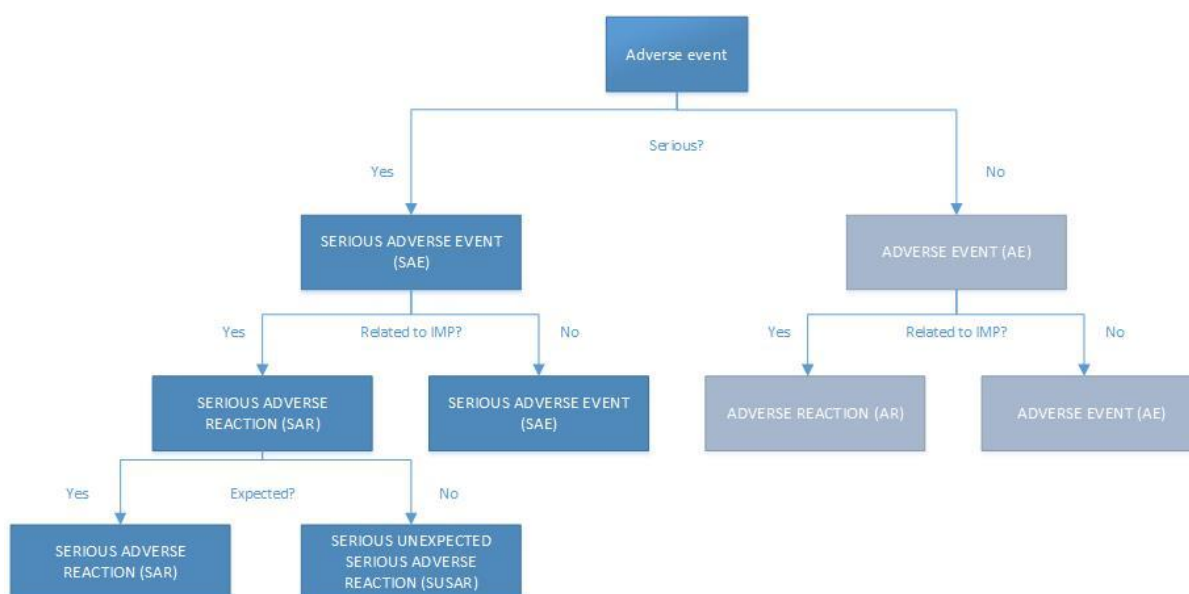 Adverse event
Serious?
Yes
No
SERIOUS ADVERSE EVENT
(SAE)
ADVERSE EVENT (AE)
Yes
Related to IMP?
No
Yes
Related to IMP?
No
SERIOUS ADVERSE
REACTION (SAR)
SERIOUS ADVERSE EVENT
(SAE)
ADVERSE REACTION (AR)
ADVERSE EVENT (AE)
Yes
Expected?
No
SERIOUS ADVERSE
REACTION (SAR)
SERIOUS UNEXPECTED
SERIOUS ADVERSE
REACTION (SUSAR)